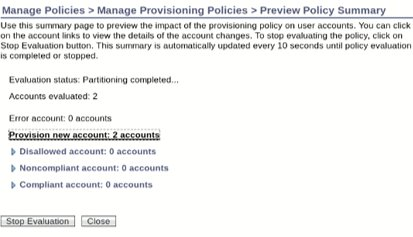 Manage Policies > Manage Provisioning Policies > Preview Policy Summary
Use this summary page to preview the impact of the provisioning policy on user accounts. You can click
on the account links to view the details of the account changes. To stop evaluating the policy, click on
Stop Evaluation button. This summary is automatically updated every 10 seconds until policy evaluation
is completed or stopped.
Evaluation status: Partitioning completed...
Accounts evaluated: 2
Error account: 0 accounts
Provision new account: 2 accounts
Disallowed account: 0 accounts
Noncompliant account: 0 accounts
Compliant account: 0 accounts
Stop Evaluation Close